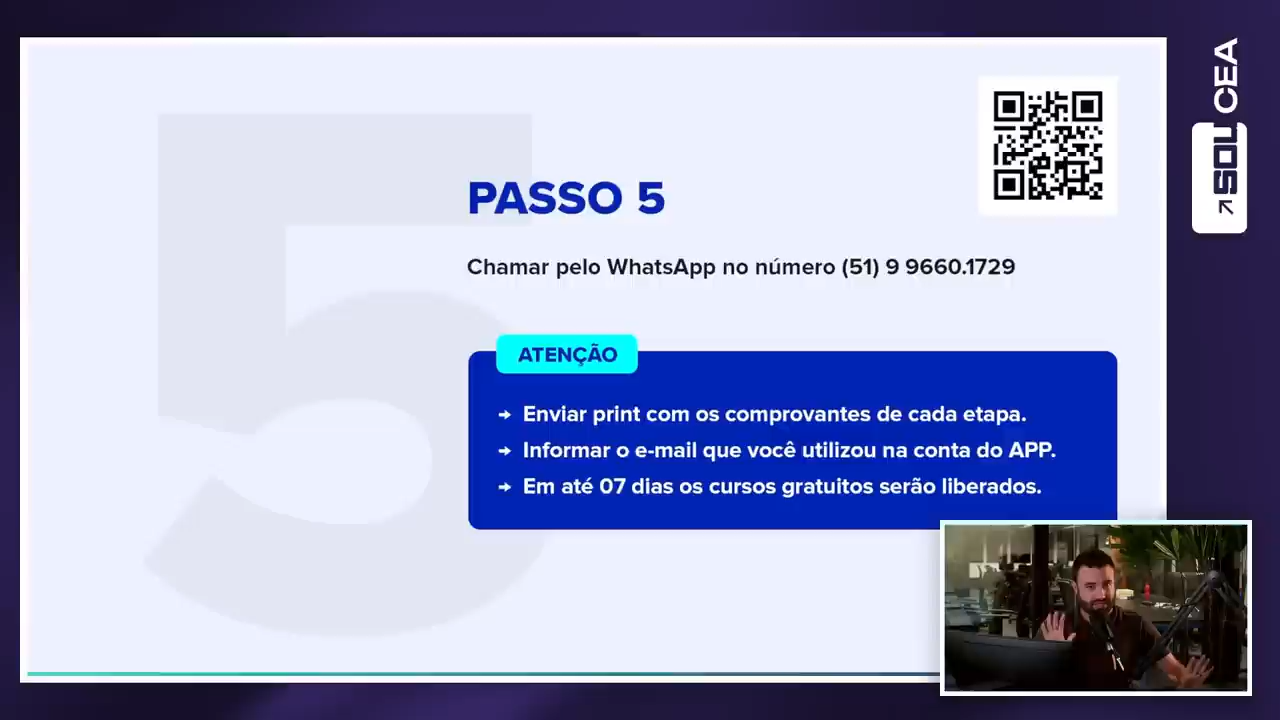 PASSO 5
Chamar pelo WhatsApp no número (51) 9 9660.1729
ATENÇÃO
Enviar print com os comprovantes de cada etapa.
Informar o e-mail que você utilizou na conta do APP.
Em até 07 dias os cursos gratuitos serão liberados.
SOU CEA
5